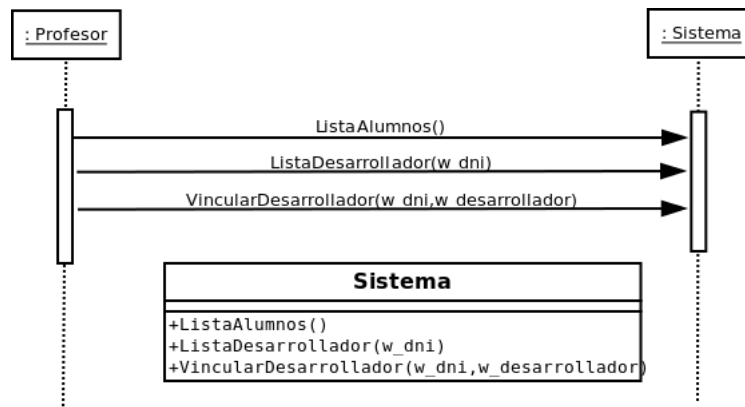 : Profesor
: Sistema
ListaAlumnos()
ListaDesarrollador(w_dni)
VincularDesarrollador(w_dni,w_desarrollador)
Sistema
+ListaAlumnos()
+ListaDesarrollador(w_dni)
+VincularDesarrollador(w_dni,w_desarrollador)